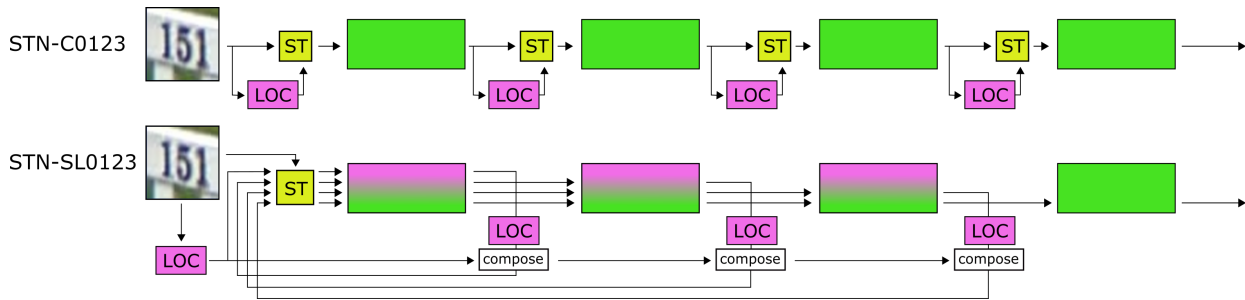 STN-C0123
151
ST
ST
ST
ST
LOC
LOC
LOC
LOC
STN-SL0123
151
ST
LOC
LOC
LOC
LOC
compose
compose
compose